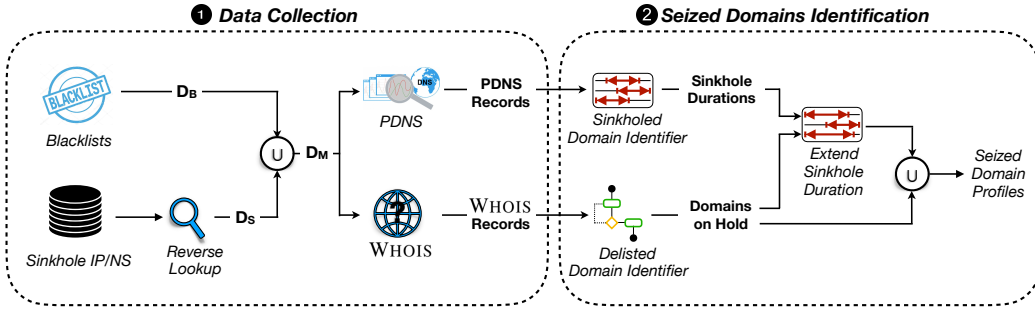 1 Data Collection
2 Seized Domains Identification
BLACKLIST
Blacklists
DB
Sinkhole IP/NS
Reverse
Lookup
DS
U
DM
DNS
PDNS
PDNS
Records
?
WHOIS
WHOIS
Records
Sinkholed
Domain Identifier
Sinkhole
Durations
Delisted
Domain Identifier
Domains
on Hold
Extend
Sinkhole
Duration
U
Seized
Domain
Profiles